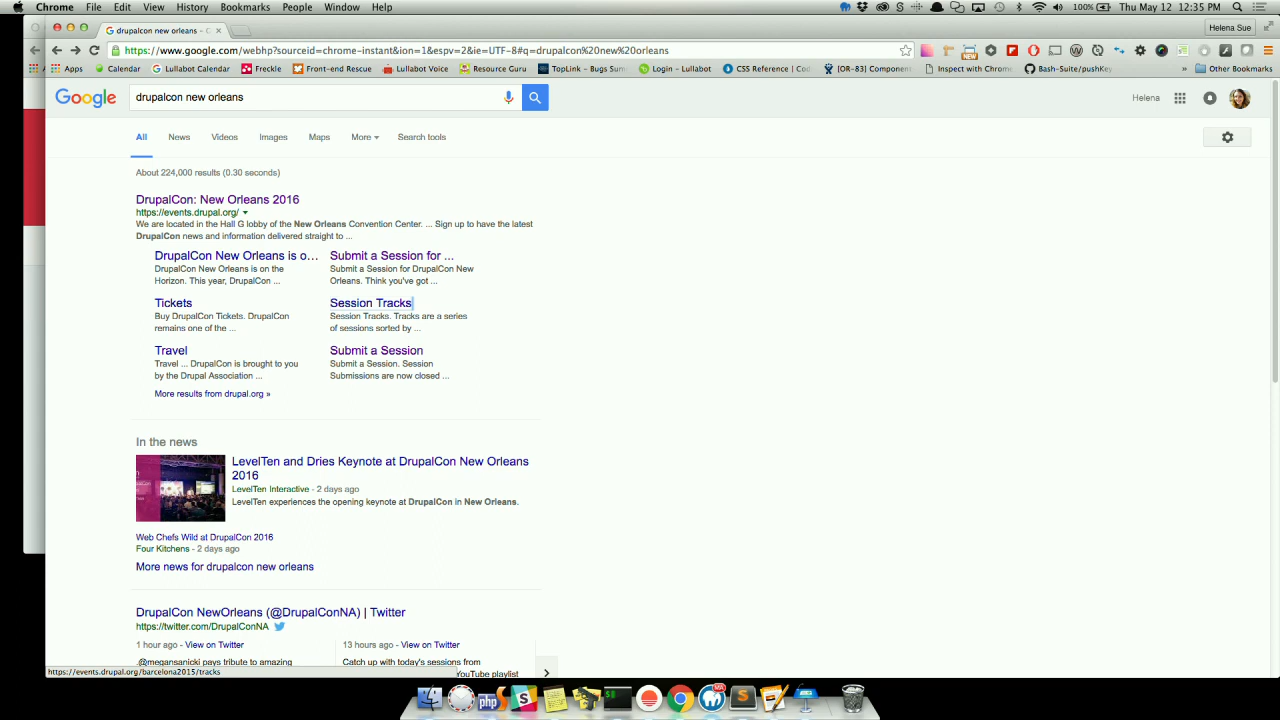 Chrome File Edit View History Bookmarks People Window Help 100% Thu May 12 12:35 PM
drupalcon new orleans - G Helena Sue
https://www.google.com/webhp?sourceid=chrome-instant&ion=1&espv=2&ie=UTF-8#q=drupalcon%20new%20orleans
Apps Calendar Lullabot Calendar Freckle Front-end Rescue Lullabot Voice Resource Guru TopLink - Bugs Sum Login - Lullabot CSS Reference | Cod [OR-83] Component Inspect with Chrome Bash-Suite/pushKey » Other Bookmarks
Google drupalcon new orleans Helena
All News Videos Images Maps More Search tools
About 224,000 results (0.30 seconds)
DrupalCon: New Orleans 2016
https://events.drupal.org/
We are located in the Hall G lobby of the New Orleans Convention Center. ... Sign up to have the latest
DrupalCon news and information delivered straight to ...
DrupalCon New Orleans is o...
DrupalCon New Orleans is on the
Horizon. This year, DrupalCon ...
Submit a Session for ...
Submit a Session for DrupalCon New
Orleans. Think you've got ...
Tickets
Buy DrupalCon Tickets. DrupalCon
remains one of the ...
Session Tracks
Session Tracks. Tracks are a series
of sessions sorted by ...
Travel
Travel ... DrupalCon is brought to you
by the Drupal Association ...
Submit a Session
Submit a Session. Session
Submissions are now closed ...
More results from drupal.org »
In the news
LevelTen and Dries Keynote at DrupalCon New Orleans
2016
LevelTen Interactive - 2 days ago
LevelTen experiences the opening keynote at DrupalCon in New Orleans.
Web Chefs Wild at DrupalCon 2016
Four Kitchens - 2 days ago
More news for drupalcon new orleans
DrupalCon NewOrleans (@DrupalConNA) | Twitter
https://twitter.com/DrupalConNA
1 hour ago - View on Twitter
.@megansanicki pays tribute to amazing
13 hours ago - View on Twitter
Catch up with today's sessions from
YouTube playlist
https://events.drupal.org/barcelona2015/tracks